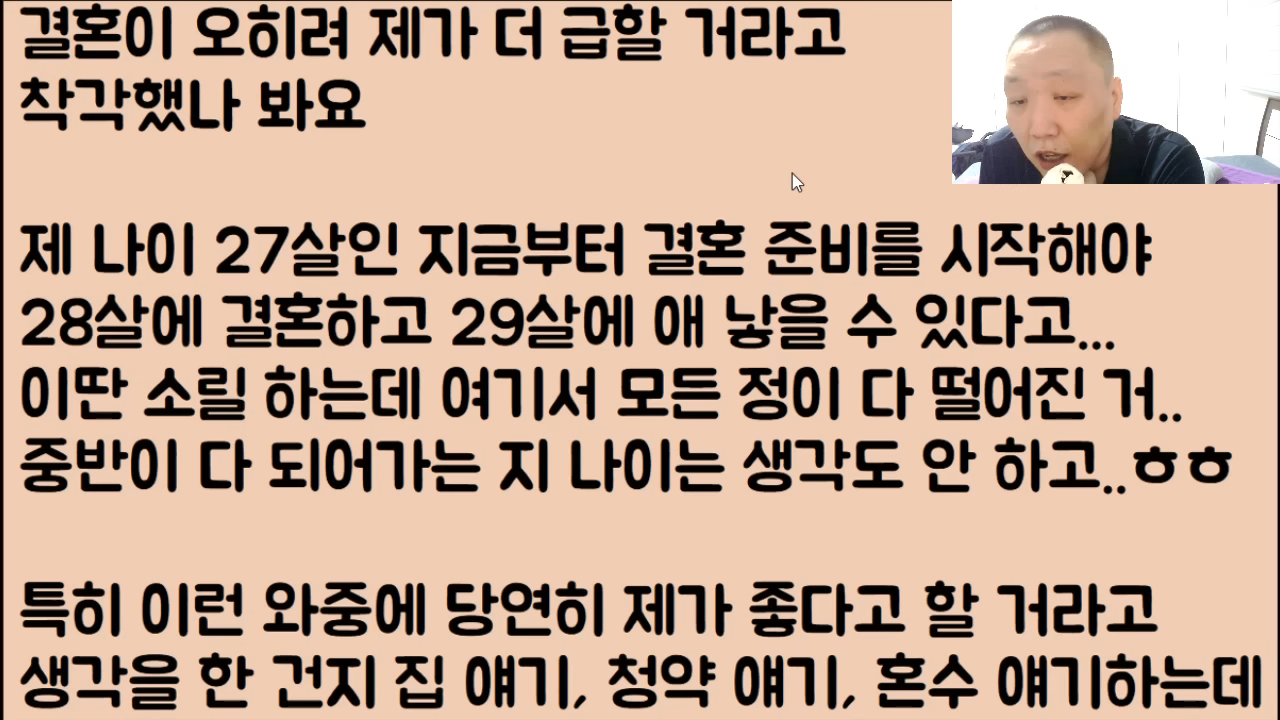 결혼이 오히려 제가 더 급할 거라고
착각했나 봐요
제 나이 27살인 지금부터 결혼 준비를 시작해야
28살에 결혼하고 29살에 애 낳을 수 있다고...
이딴 소릴 하는데 여기서 모든 정이 다 떨어진 거..
중반이 다 되어가는 지 나이는 생각도 안 하고..ㅎㅎ
특히 이런 와중에 당연히 제가 좋다고 할 거라고
생각을 한 건지 집 얘기, 청약 얘기, 혼수 얘기하는데